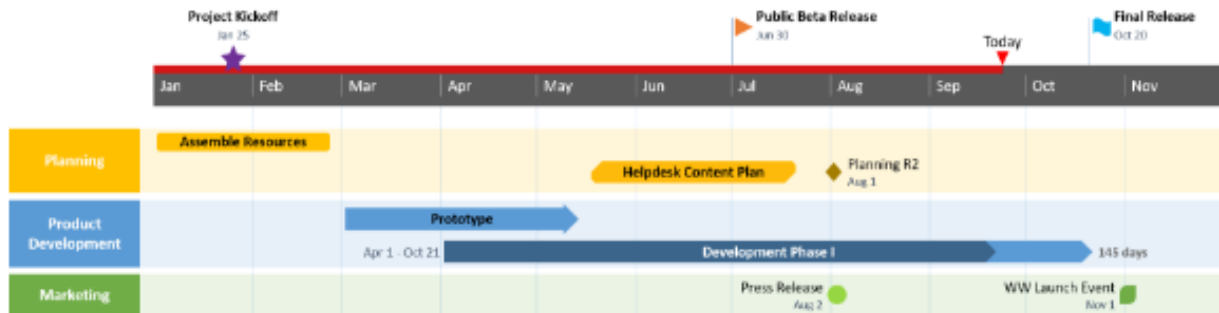 Project Kickoff
Jan 25
Public Beta Release
Jun 30
Final Release
Oct 20
Today
Jan Feb Mar Apr May Jun Jul Aug Sep Oct Nov
Planning
Assemble Resources
Helpdesk Content Plan
Planning R2
Aug 1
Product
Development
Prototype
Apr 1 - Oct 21
Development Phase I
145 days
Marketing
Press Release
Aug 2
WW Launch Event
Nov 1